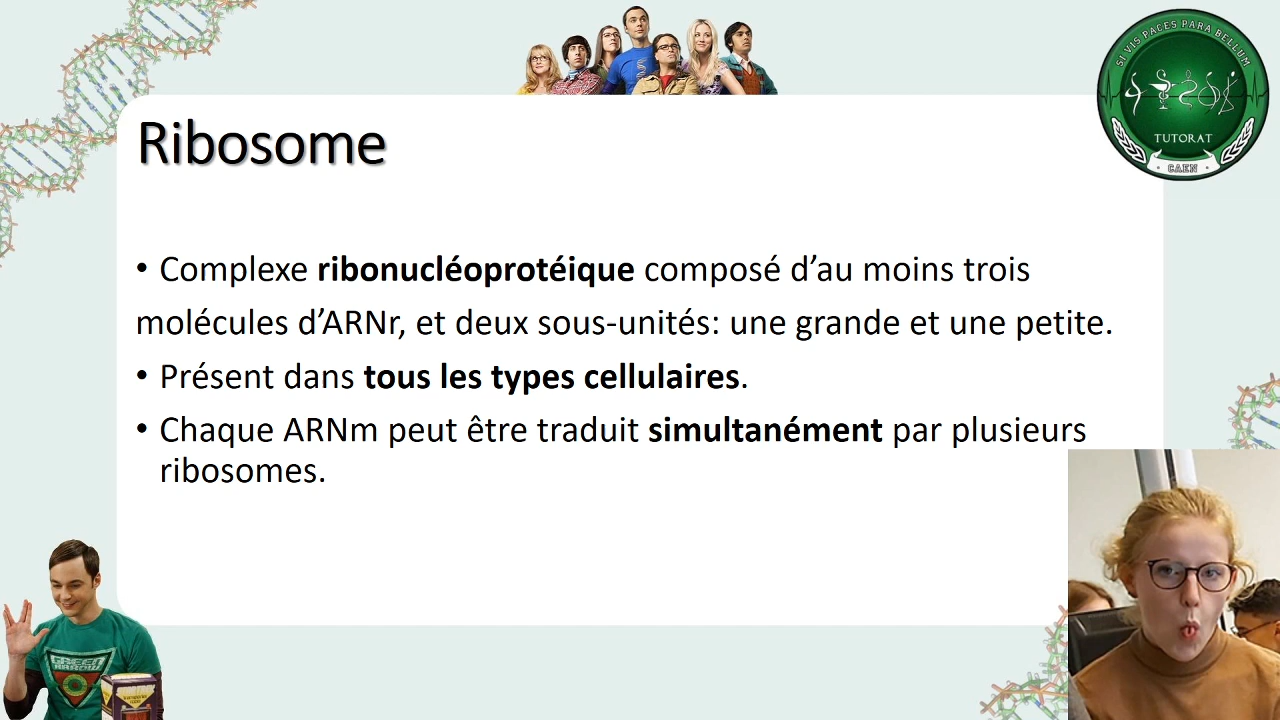 SI VIS PACES PARA BELLUM
TUTORAT
CAEN
Ribosome
• Complexe ribonucléoprotéique composé d’au moins trois
molécules d’ARNr, et deux sous-unités: une grande et une petite.
• Présent dans tous les types cellulaires.
• Chaque ARNm peut être traduit simultanément par plusieurs
ribosomes.
GREEN